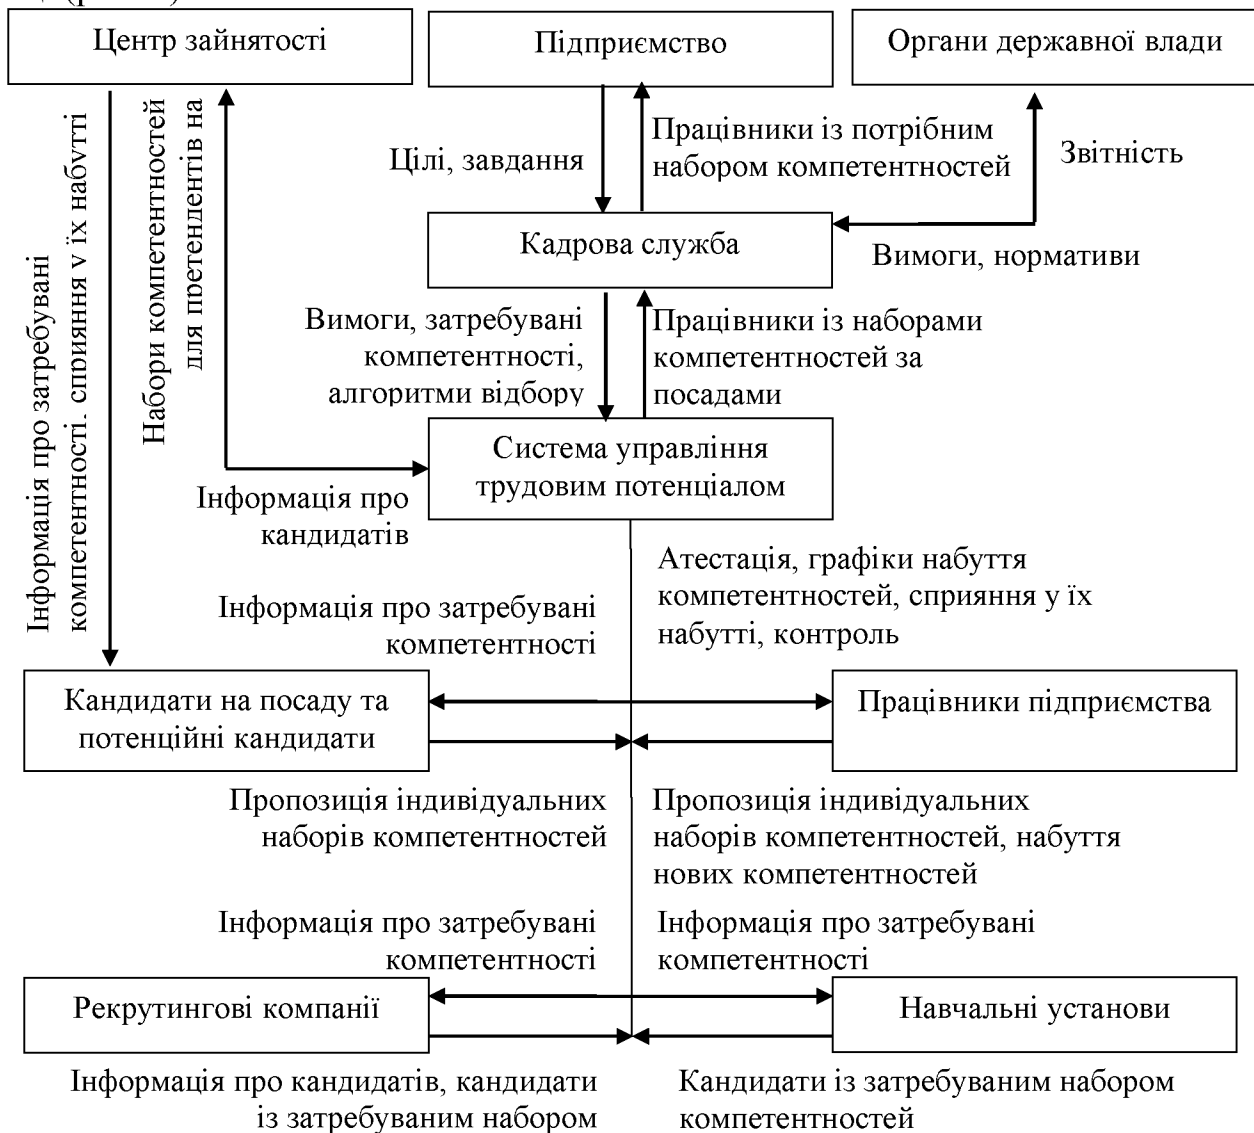 Центр зайнятості
Підприємство
Органи державної влади
Інформація про затребувані
компетентності. сприяння у їх набутті
Набори компетентностей
для претендентів на
Цілі, завдання
Працівники із потрібним
набором компетентностей
Звітність
Кадрова служба
Вимоги, нормативи
Вимоги, затребувані
компетентності,
алгоритми відбору
Працівники із наборами
компетентностей за
посадами
Система управління
трудовим потенціалом
Інформація про
кандидатів
Інформація про затребувані
компетентності
Атестація, графіки набуття
компетентностей, сприяння у їх
набутті, контроль
Кандидати на посаду та
потенційні кандидати
Працівники підприємства
Пропозиція індивідуальних
наборів компетентностей
Пропозиція індивідуальних
наборів компетентностей, набуття
нових компетентностей
Інформація про затребувані
компетентності
Інформація про затребувані
компетентності
Рекрутингові компанії
Навчальні установи
Інформація про кандидатів, кандидати
із затребуваним набором
Кандидати із затребуваним набором
компетентностей